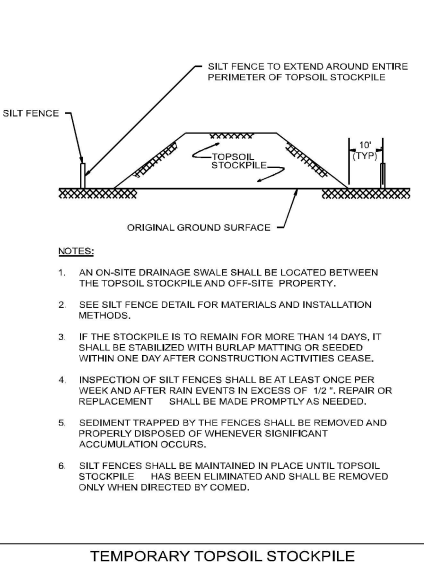 SILT FENCE TO EXTEND AROUND ENTIRE
PERIMETER OF TOPSOIL STOCKPILE
SILT FENCE
10'
(TYP)
TOPSOIL
STOCKPILE
ORIGINAL GROUND SURFACE
NOTES:
1. AN ON-SITE DRAINAGE SWALE SHALL BE LOCATED BETWEEN
THE TOPSOIL STOCKPILE AND OFF-SITE PROPERTY.
2. SEE SILT FENCE DETAIL FOR MATERIALS AND INSTALLATION
METHODS.
3. IF THE STOCKPILE IS TO REMAIN FOR MORE THAN 14 DAYS, IT
SHALL BE STABILIZED WITH BURLAP MATTING OR SEEDED
WITHIN ONE DAY AFTER CONSTRUCTION ACTIVITIES CEASE.
4. INSPECTION OF SILT FENCES SHALL BE AT LEAST ONCE PER
WEEK AND AFTER RAIN EVENTS IN EXCESS OF 1/2 ". REPAIR OR
REPLACEMENT SHALL BE MADE PROMPTLY AS NEEDED.
5. SEDIMENT TRAPPED BY THE FENCES SHALL BE REMOVED AND
PROPERLY DISPOSED OF WHENEVER SIGNIFICANT
ACCUMULATION OCCURS.
6. SILT FENCES SHALL BE MAINTAINED IN PLACE UNTIL TOPSOIL
STOCKPILE HAS BEEN ELIMINATED AND SHALL BE REMOVED
ONLY WHEN DIRECTED BY COMED.
TEMPORARY TOPSOIL STOCKPILE